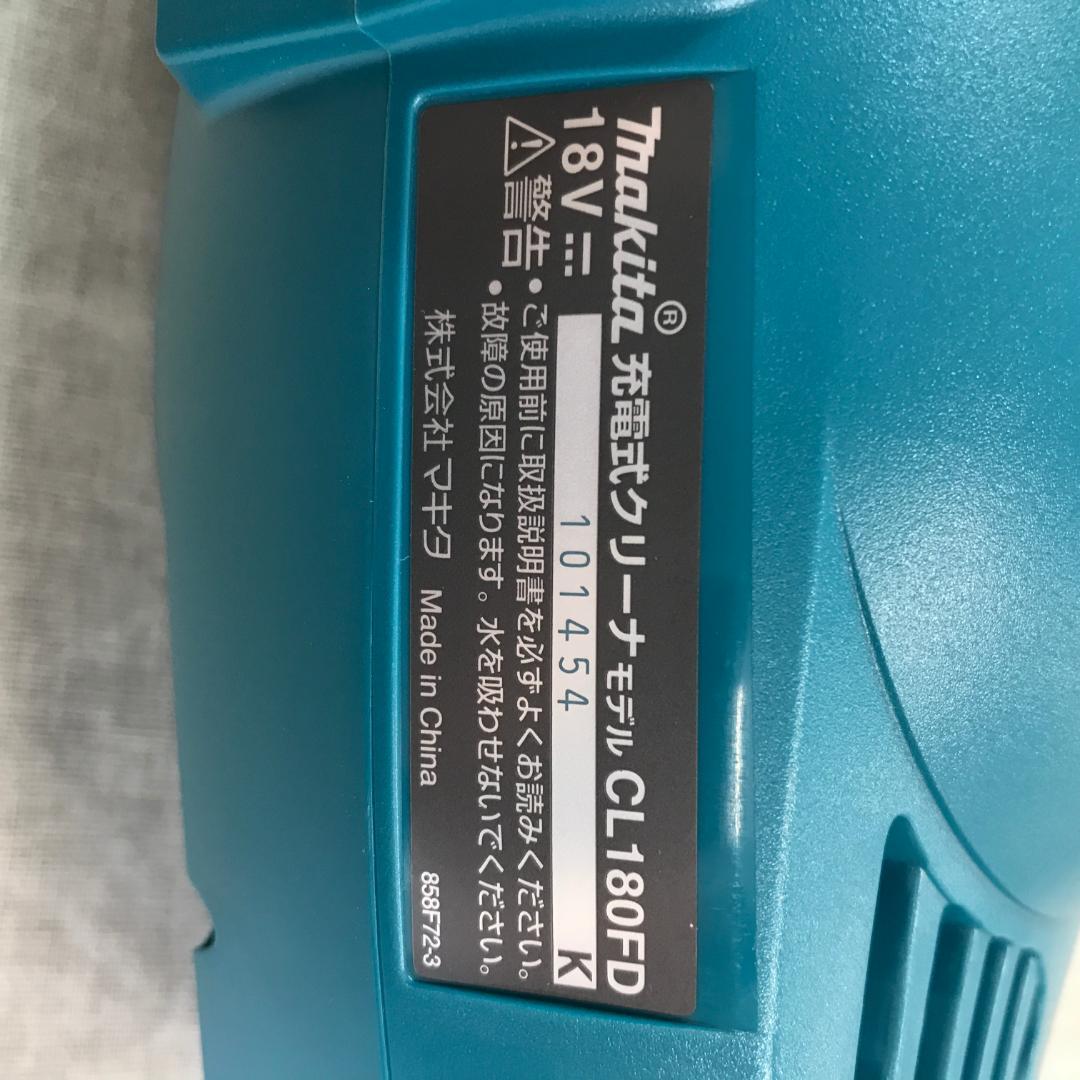 Makita® 充電式クリーナ モデル CL180FD
18V ⎓ 101454 K
⚠警告 • ご使用前に取扱説明書を必ずよくお読みください。
• 故障の原因になります。水を吸わせないでください。
株式会社 マキタ Made in China 858F72-3